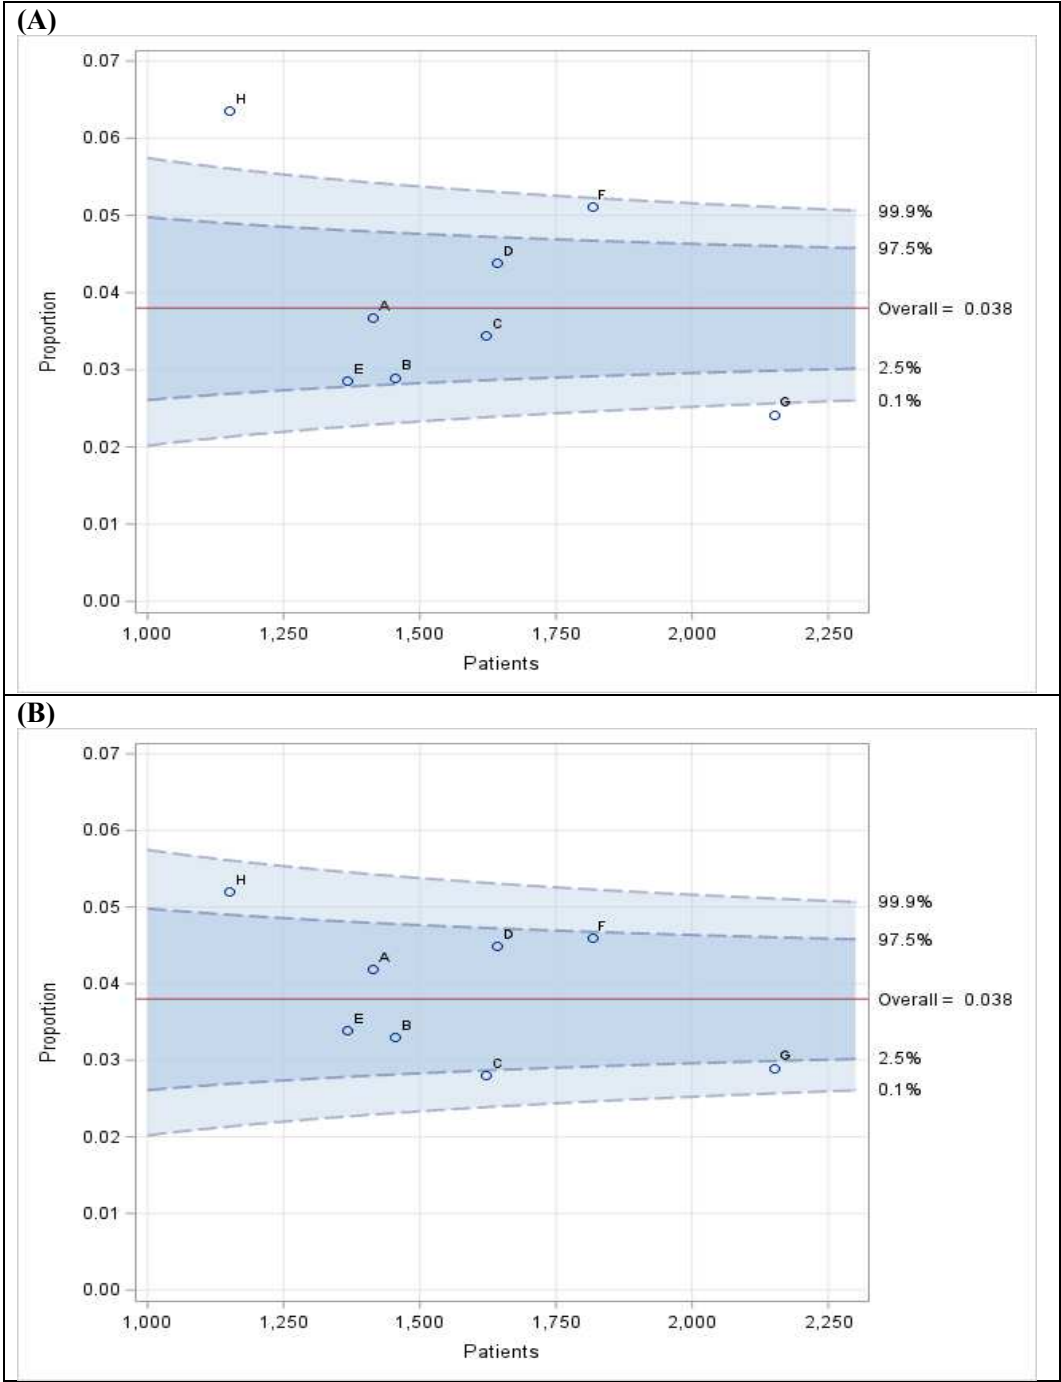 (A)
0.07
H
0.06
F
0.05
99.9%
D
97.5%
0.04
A
Overall = 0.038
C
Proportion
0.03
E
B
2.5%
G
0.1%
0.02
0.01
0.00
1,000 1,250 1,500 1,750 2,000 2,250
Patients
(B)
0.07
0.06
H
0.05
99.9%
F
D
97.5%
A
0.04
Overall = 0.038
Proportion
E
B
0.03
C
G
2.5%
0.1%
0.02
0.01
0.00
1,000 1,250 1,500 1,750 2,000 2,250
Patients